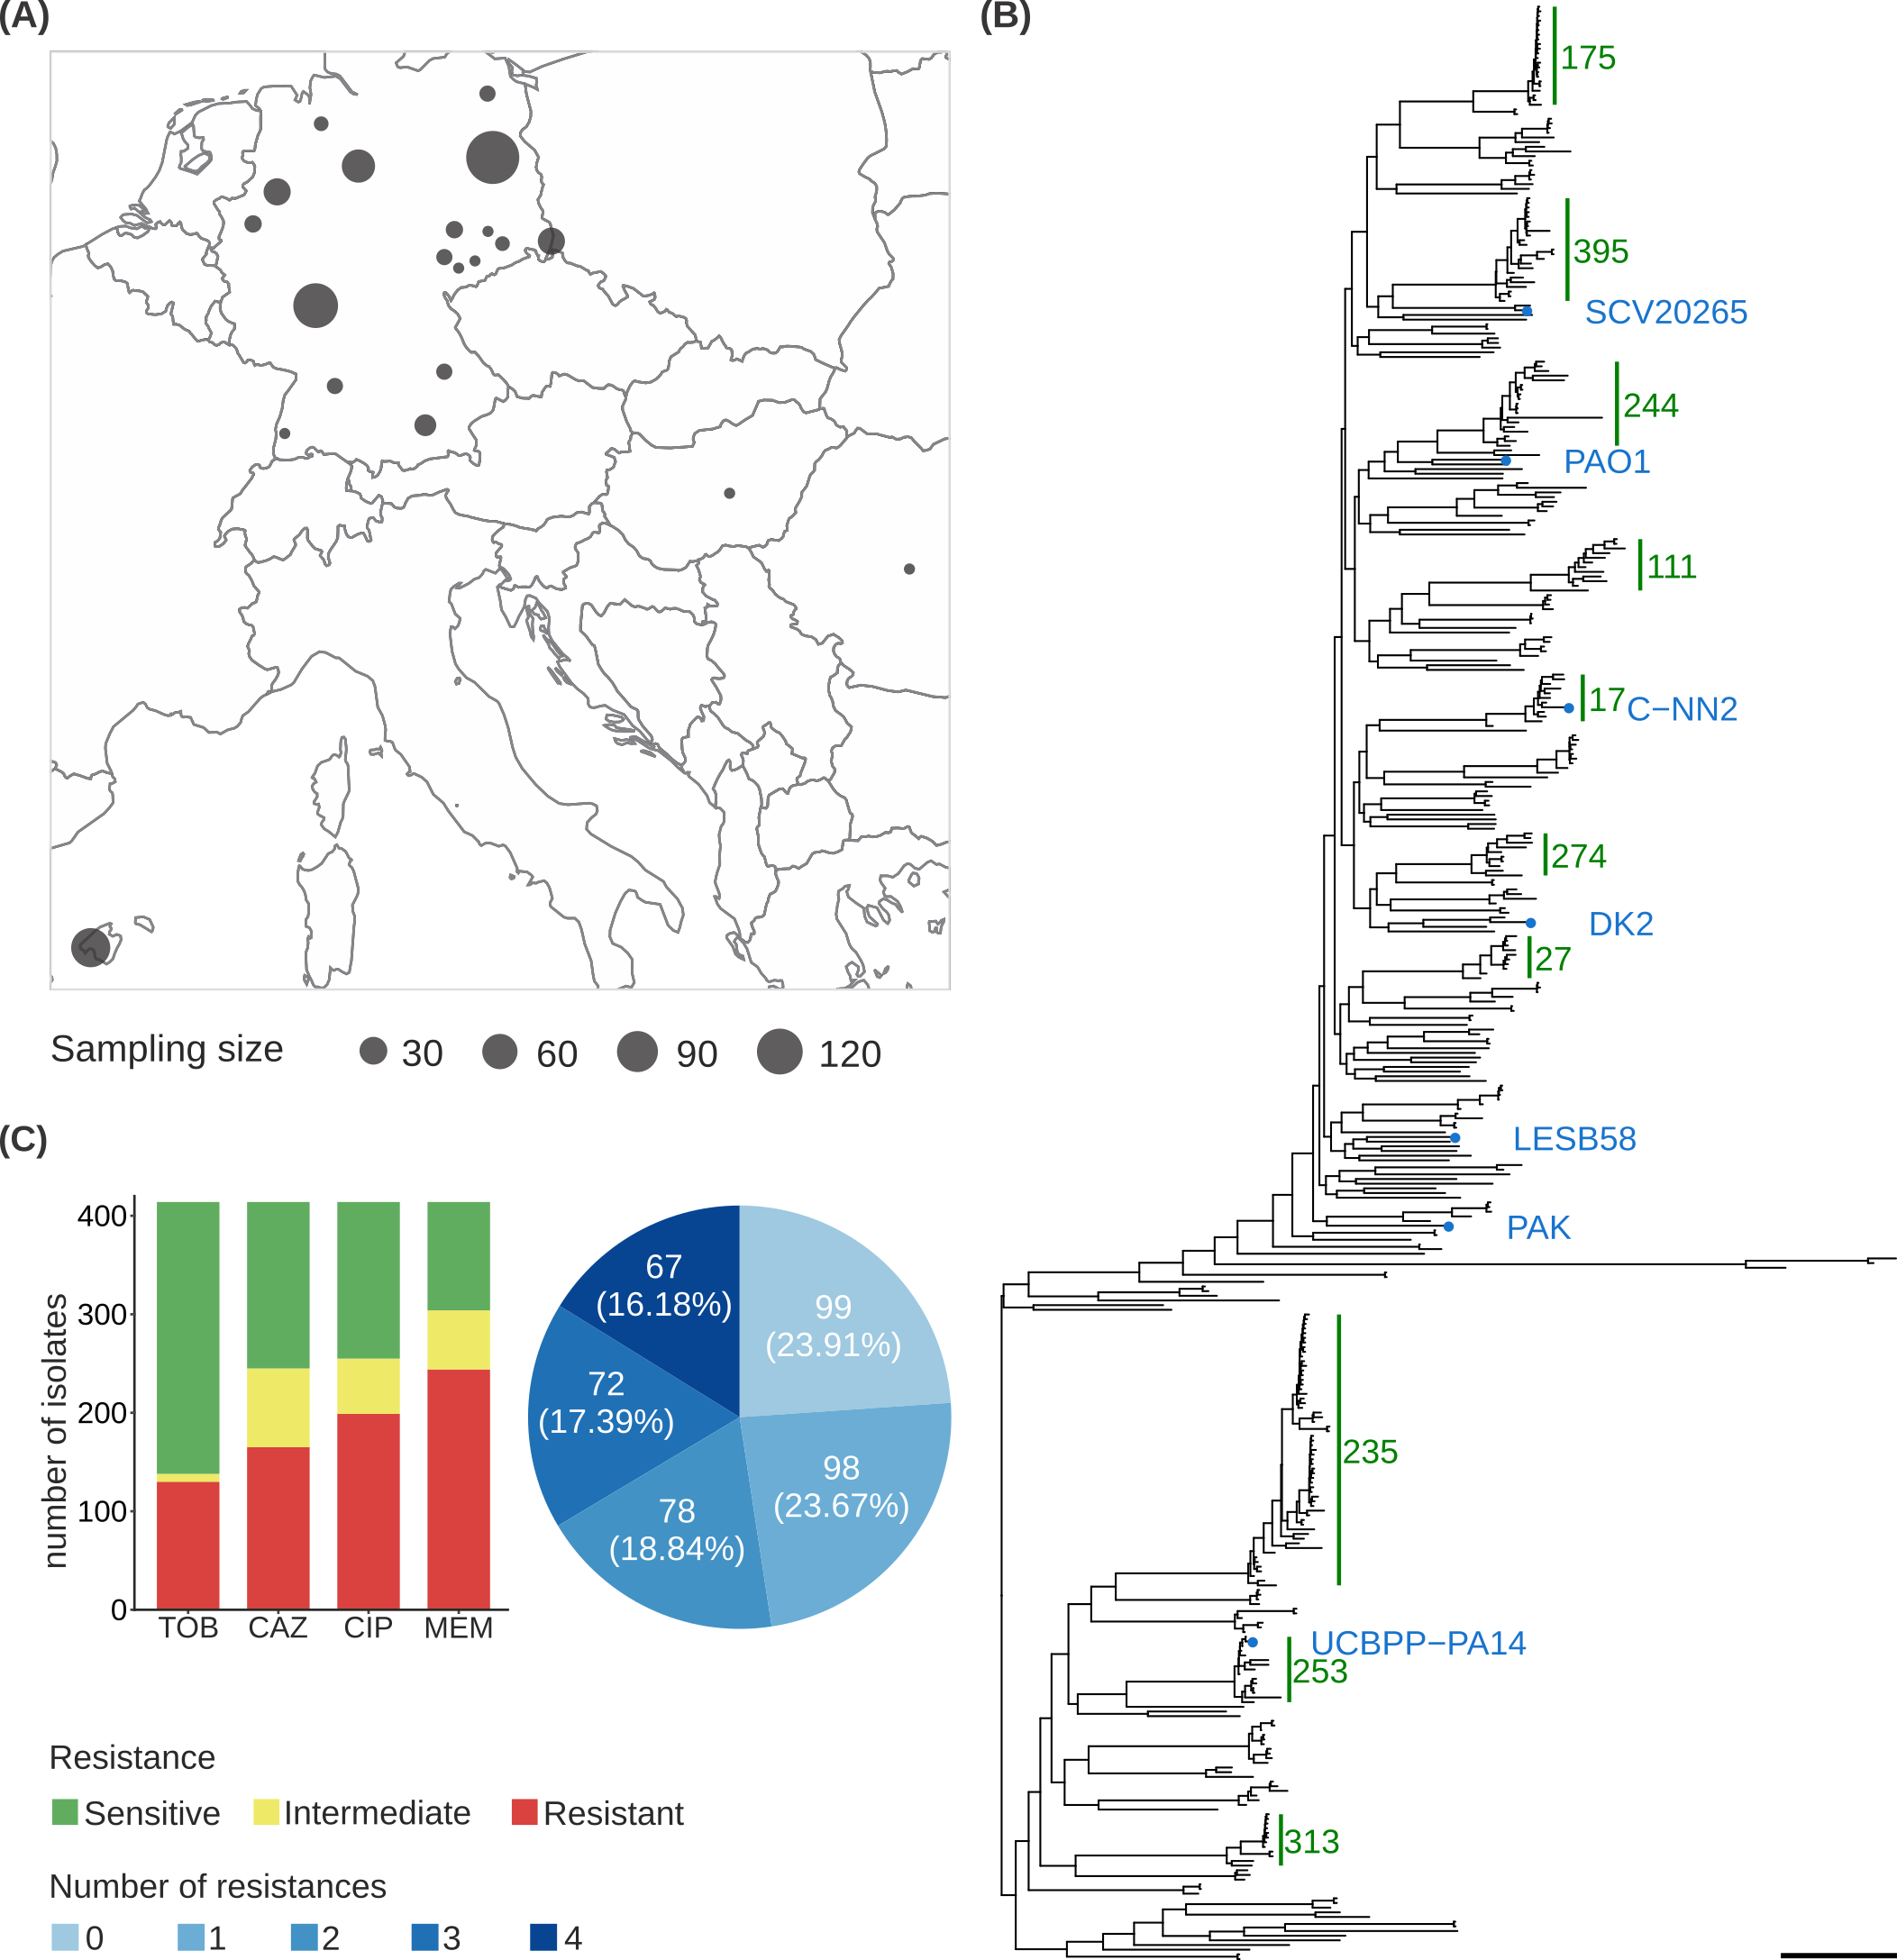 (A)
Sampling size
30
60
90
120
(B)
175
395
SCV20265
244
PAO1
111
17
C−NN2
274
DK2
27
LESB58
PAK
235
UCBPP−PA14
253
313
(C)
number of isolates
400
300
200
100
0
TOB
CAZ
CIP
MEM
67
(16.18%)
99
(23.91%)
72
(17.39%)
98
(23.67%)
78
(18.84%)
Resistance
Sensitive
Intermediate
Resistant
Number of resistances
0
1
2
3
4